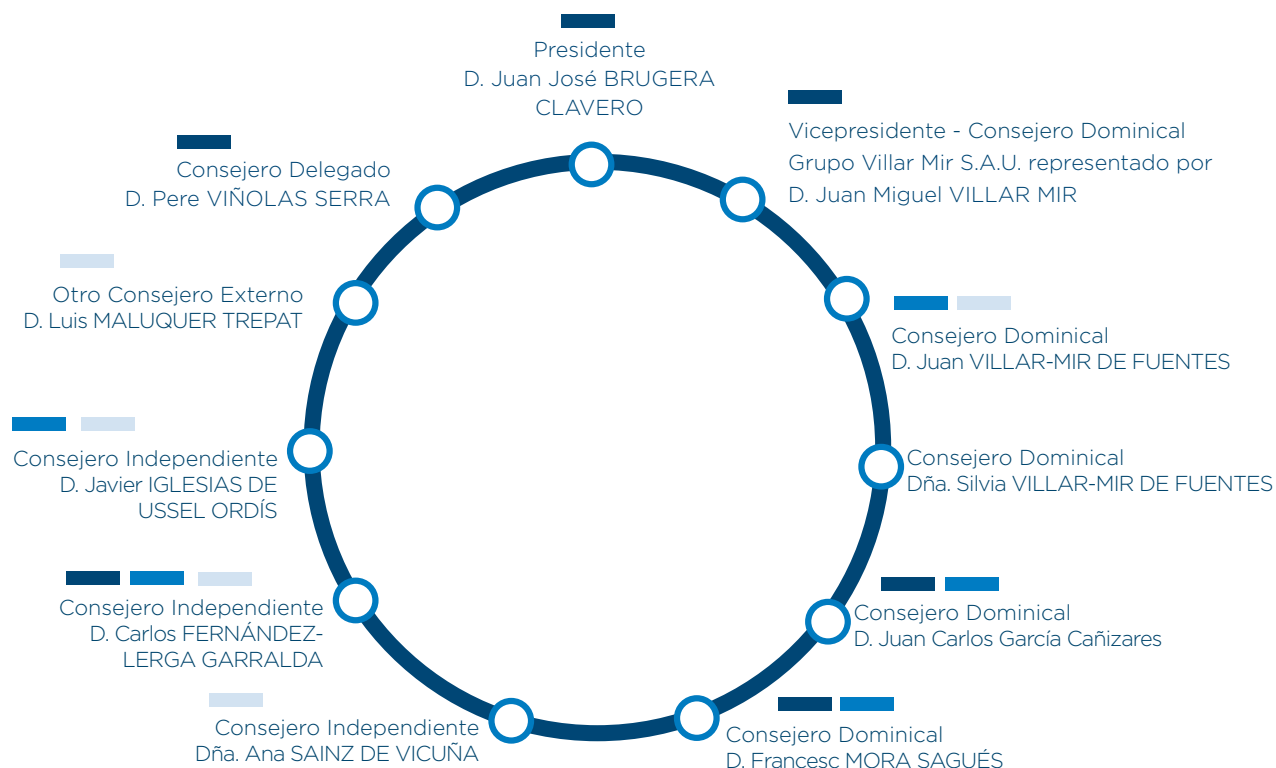 Presidente
D. Juan José BRUGERA
CLAVERO
Vicepresidente - Consejero Dominical
Grupo Villar Mir S.A.U. representado por
D. Juan Miguel VILLAR MIR
Consejero Delegado
D. Pere VIÑOLAS SERRA
Otro Consejero Externo
D. Luis MALUQUER TREPAT
Consejero Dominical
D. Juan VILLAR-MIR DE FUENTES
Consejero Independiente
D. Javier IGLESIAS DE
USSEL ORDÍS
Consejero Dominical
Dña. Silvia VILLAR-MIR DE FUENTES
Consejero Independiente
D. Carlos FERNÁNDEZ-
LERGA GARRALDA
Consejero Dominical
D. Juan Carlos García Cañizares
Consejero Independiente
Dña. Ana SAINZ DE VICUÑA
Consejero Dominical
D. Francesc MORA SAGUÉS